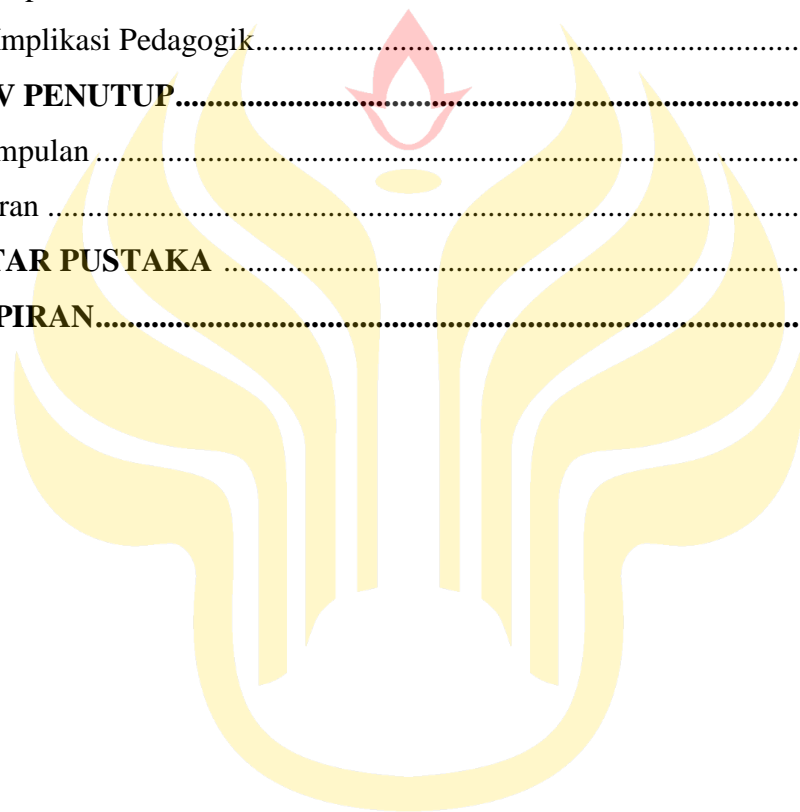 Implikasi Pedagogik..........................................................................................
V PENUTUP..........................................................................................
mpulan ..........................................................................................
ran ..........................................................................................
TAR PUSTAKA ..........................................................................................
PIRAN..........................................................................................